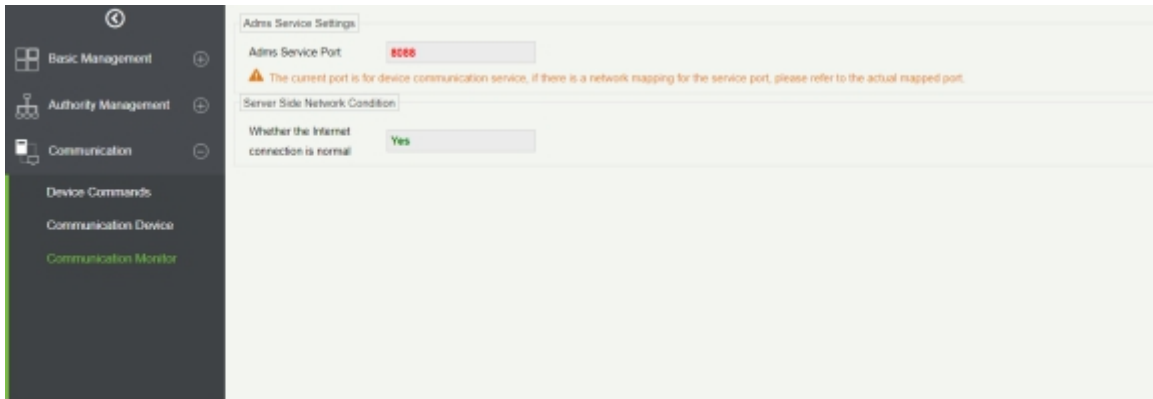 Adms Service Settings
Basic Management
Adms Service Port
8088
The current port is for device communication service, if there is a network mapping for the service port, please refer to the actual mapped port.
Authority Management
Server Side Network Condition
Whether the Internet
connection is normal
Yes
Communication
Device Commands
Communication Device
Communication Monitor